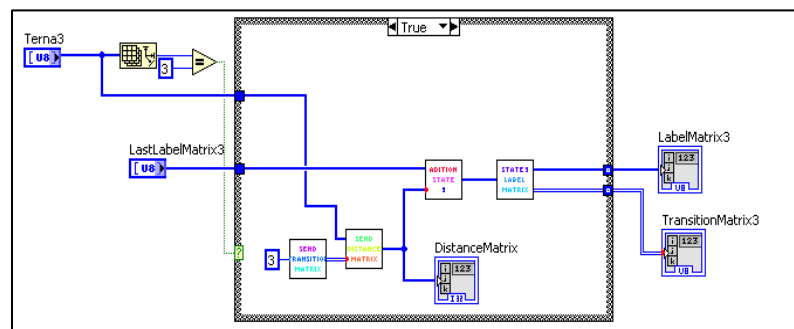 True
Terna3
U8
3
=
LastLabelMatrix3
U8
?
3
SEND
TRANSITION
MATRIX
SEND
DISTANCE
MATRIX
ADITION
STATE
S
STATES
LABEL
MATRIX
DistanceMatrix
i
j
k
123
I32
LabelMatrix3
i
j
k
123
U8
TransitionMatrix3
i
j
k
123
U8